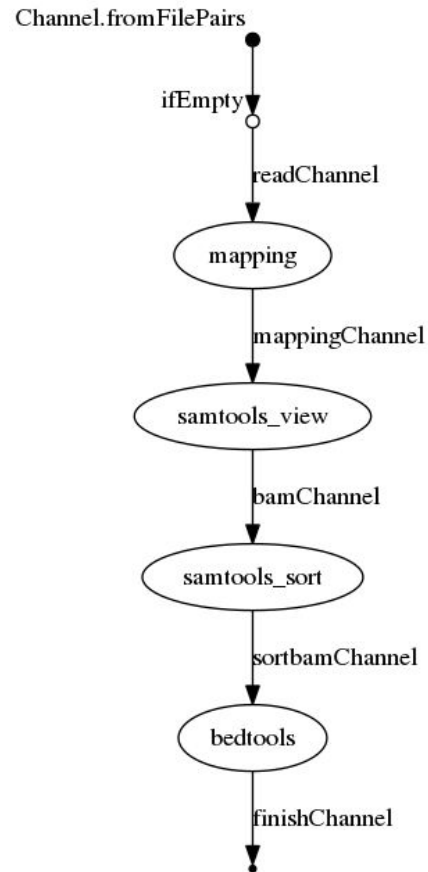 Channel.fromFilePairs
ifEmpty
readChannel
mapping
mappingChannel
samtools_view
bamChannel
samtools_sort
sortbamChannel
bedtools
finishChannel